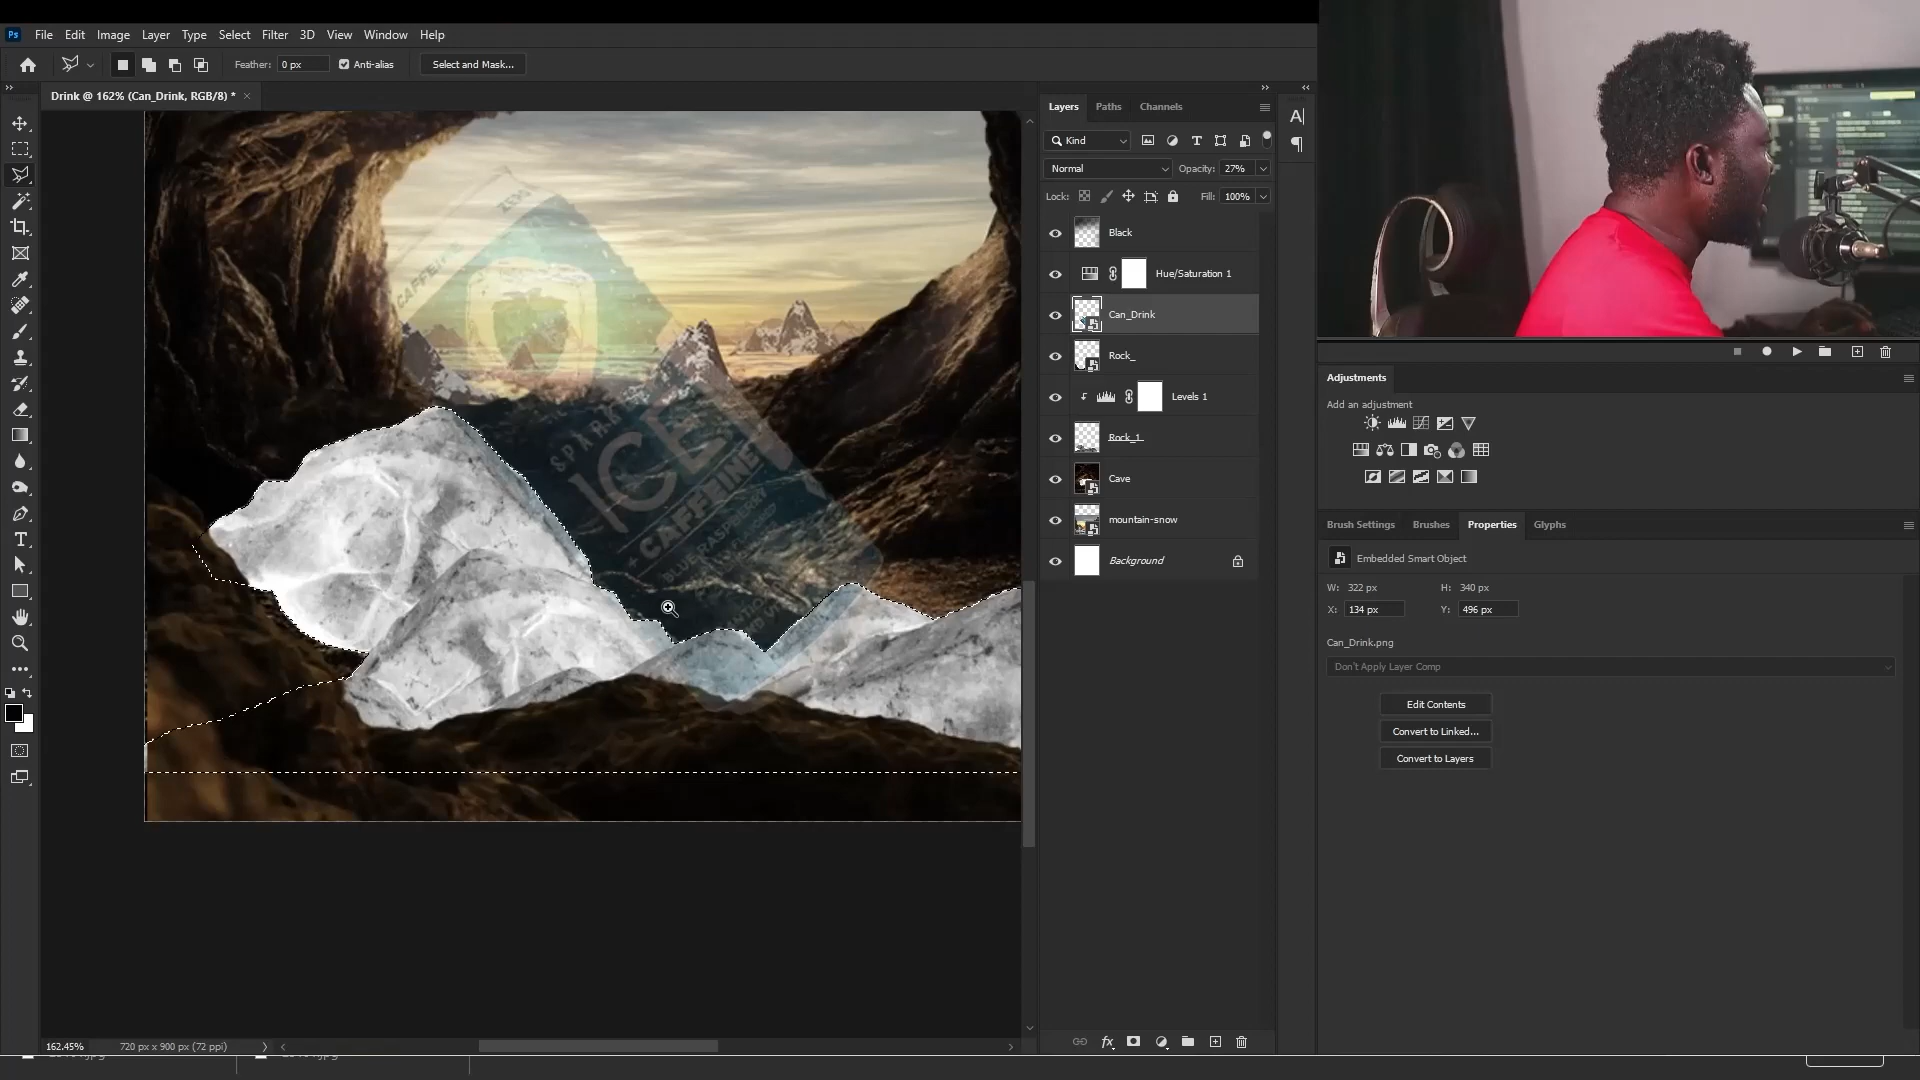 Ps File Edit Image Layer Type Select Filter 3D View Window Help
Feather: 0 px Anti-alias Select and Mask...
Drink @ 162% (Can_Drink, RGB/8) * ×
Layers Paths Channels
Kind
Normal Opacity: 27%
Lock: Fill: 100%
Black
Hue/Saturation 1
Can_Drink
Rock_
Levels 1
Rock_1
Cave
mountain-snow
Background
Adjustments
Add an adjustment
Brush Settings Brushes Properties Glyphs
Embedded Smart Object
W: 322 px H: 340 px
X: 134 px Y: 496 px
Can_Drink.png
Don't Apply Layer Comp
Edit Contents
Convert to Linked...
Convert to Layers
ICE
+CAFFEINE
162.45% 720 px x 900 px (72 ppi)